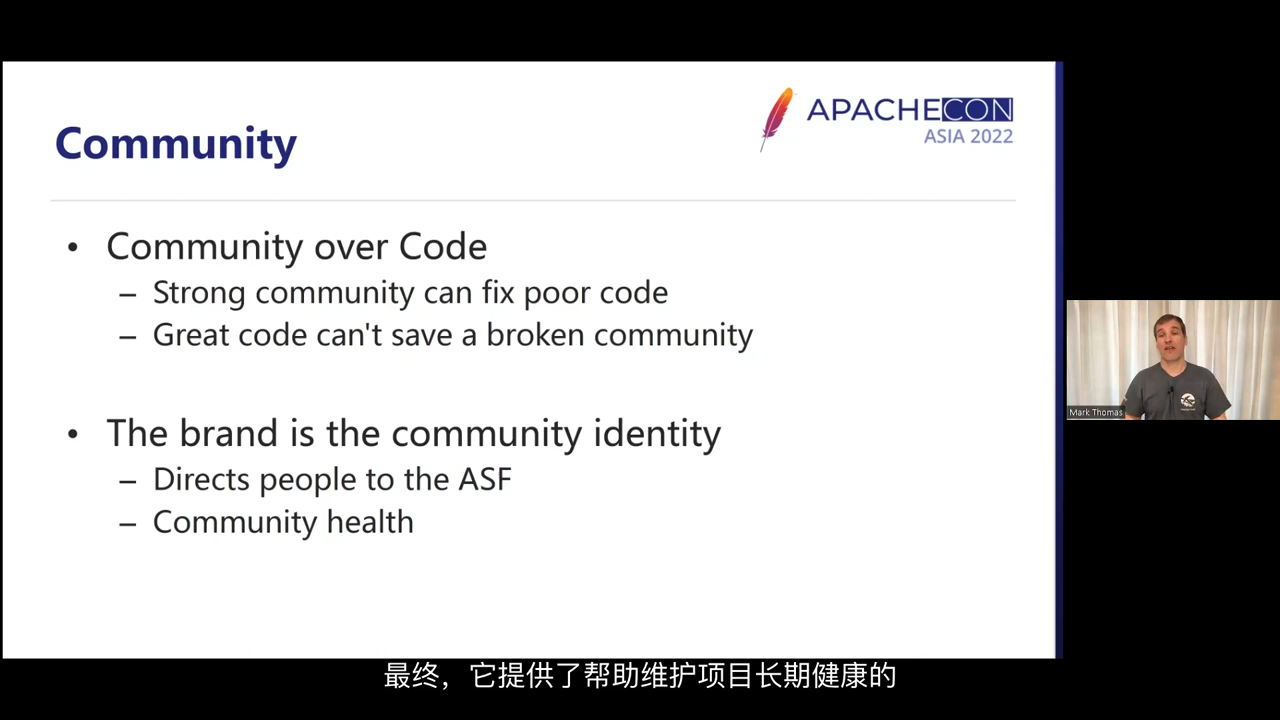 APACHECON
ASIA 2022
Community
• Community over Code
– Strong community can fix poor code
– Great code can't save a broken community
• The brand is the community identity
– Directs people to the ASF
– Community health
Mark Thomas
最终，它提供了帮助维护项目长期健康的